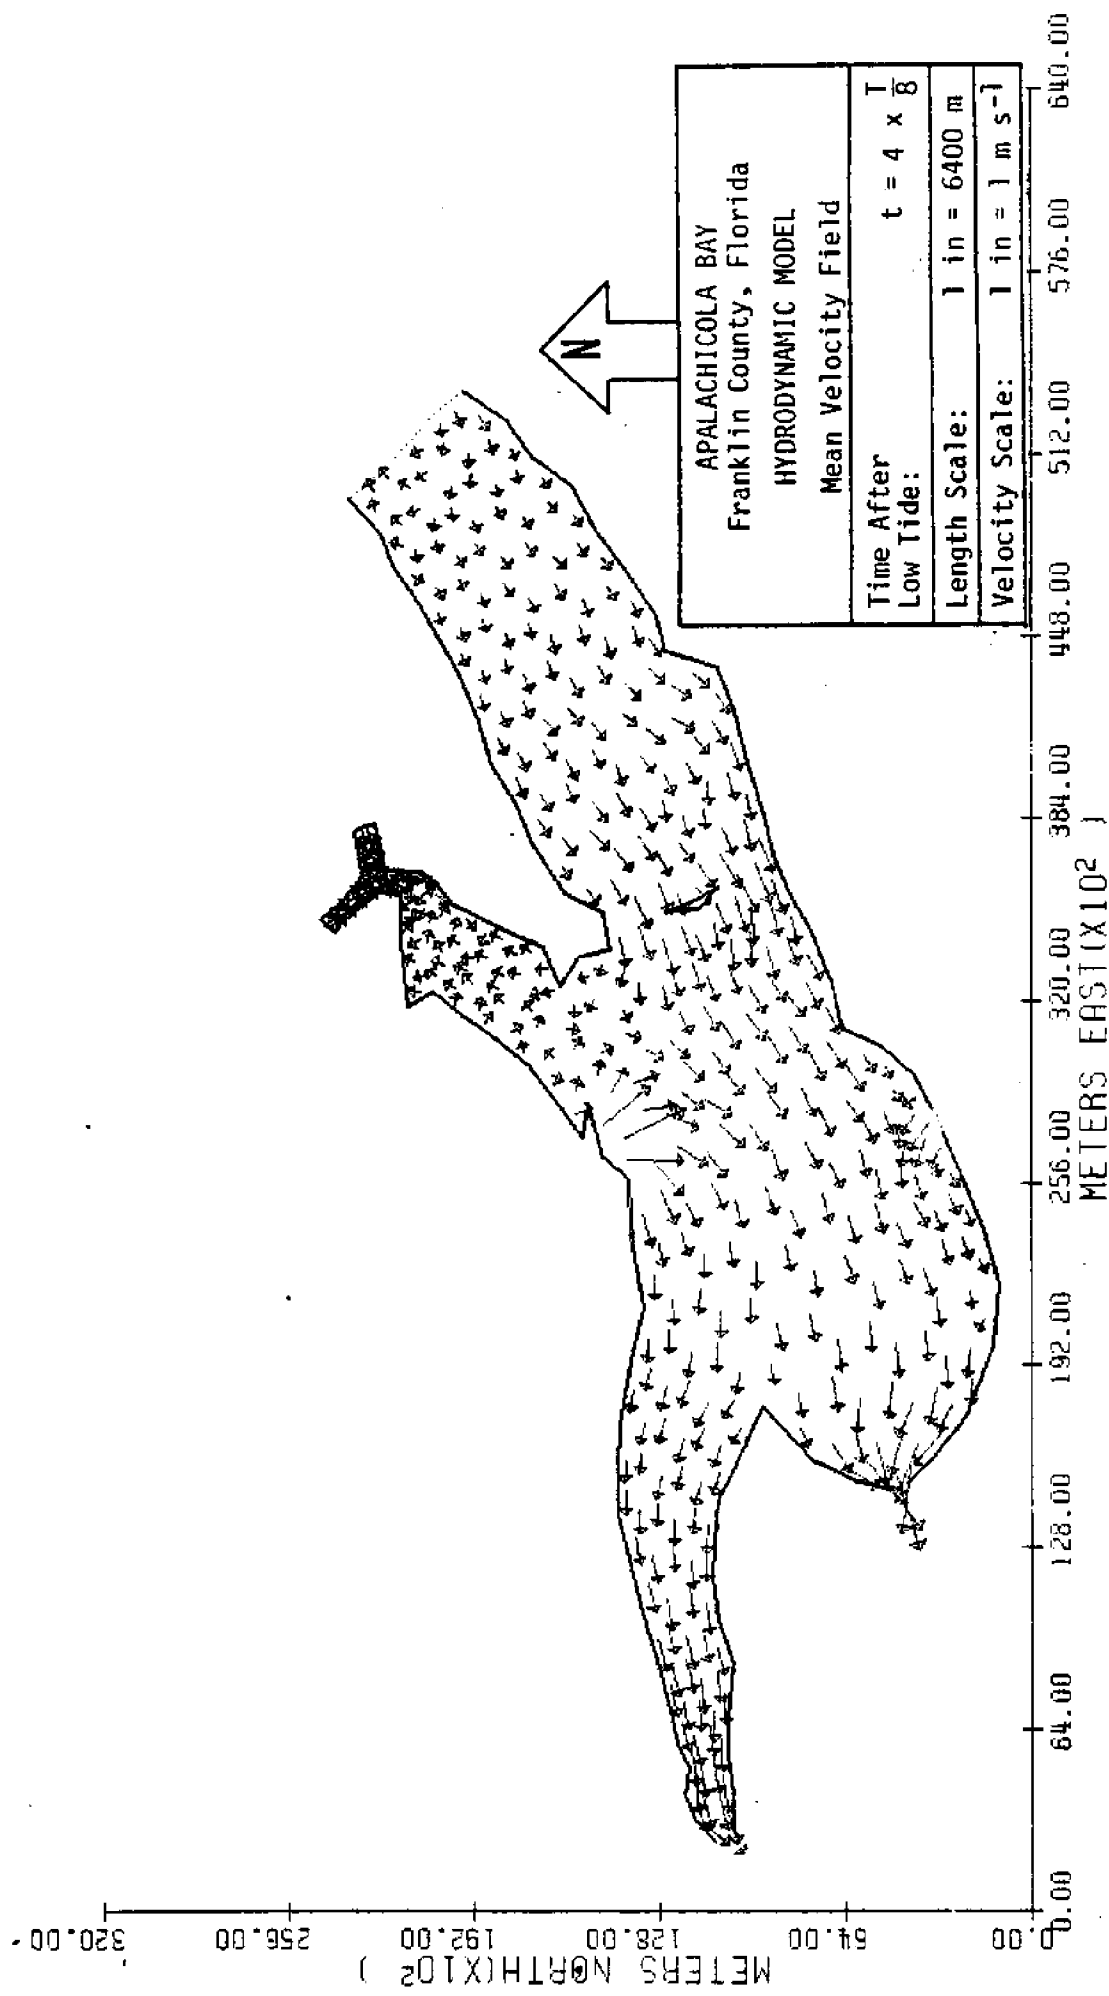 N
APALACHICOLA BAY
Franklin County, Florida
HYDRODYNAMIC MODEL
Mean Velocity Field
Time After
Low Tide: t = 4 x T/8
Length Scale: 1 in = 6400 m
Velocity Scale: 1 in = 1 m s⁻¹
320.00
256.00
192.00
128.00
64.00
0.00
METERS NORTH(X10² )
0.00 64.00 128.00 192.00 256.00 320.00 384.00 448.00 512.00 576.00 640.00
METERS EAST(X10² )